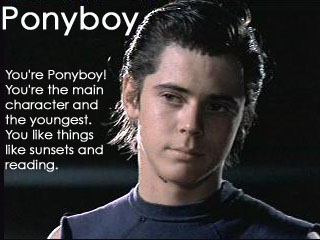 Ponyboy
You're Ponyboy!
You're the main
character and
the youngest.
You like things
like sunsets and
reading.